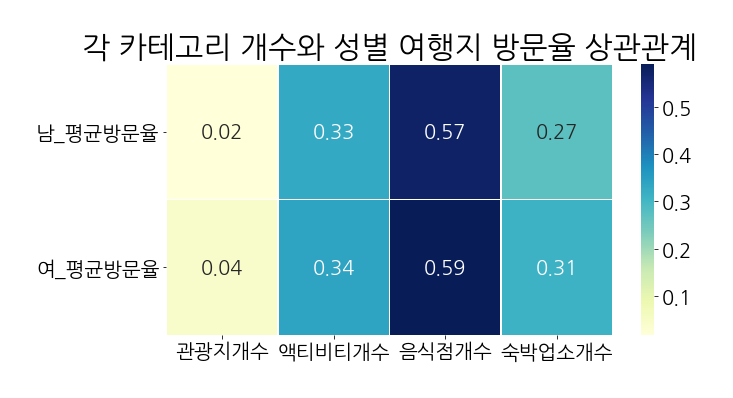 각 카테고리 개수와 성별 여행지 방문율 상관관계
남_평균방문율
0.02 0.33 0.57 0.27
여_평균방문율
0.04 0.34 0.59 0.31
관광지개수 액티비티개수 음식점개수 숙박업소개수
0.5
0.4
0.3
0.2
0.1